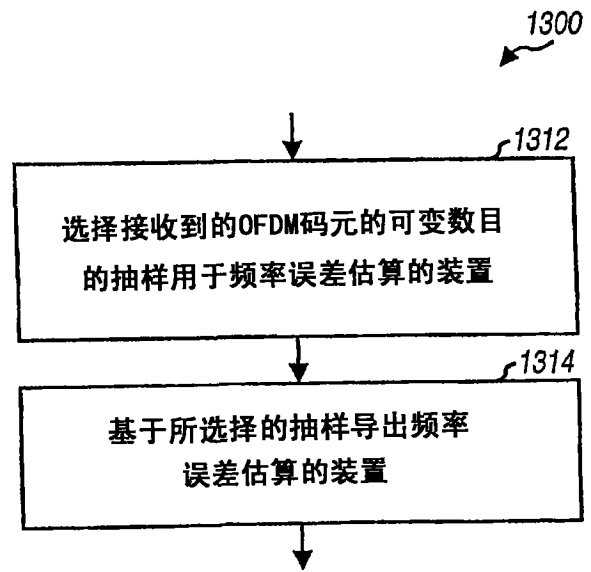 1300
1312
选择接收到的OFDM码元的可变数目
的抽样用于频率误差估算的装置
1314
基于所选择的抽样导出频率
误差估算的装置